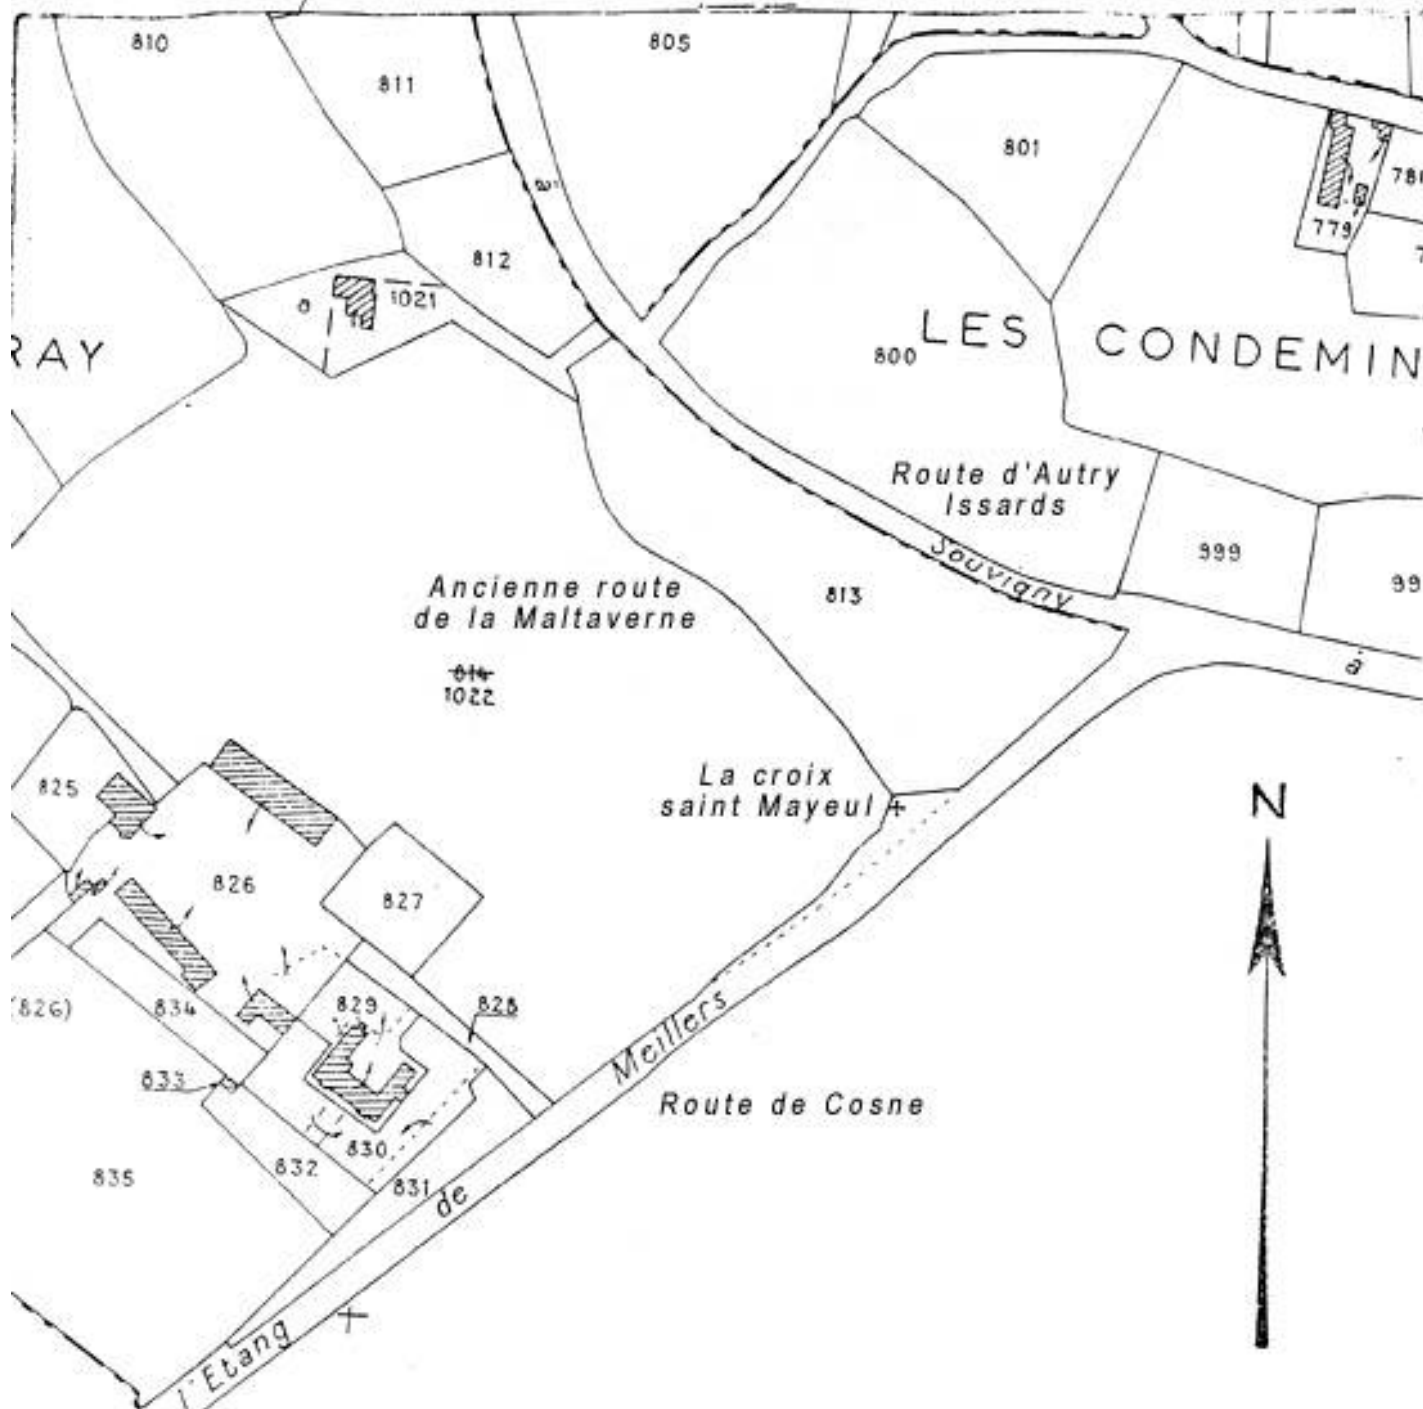 810
805
811
801
779
812
à
a
1021
RAY
800
LES CONDEMIN
Route d'Autry
Issards
Souvigny
999
99
Ancienne route
de la Maltaverne
813
à
814
1022
La croix
saint Mayeul
N
825
826
827
(826)
834
829
828
Meillers
833
Route de Cosne
830
832
831
835
de
l'Etang